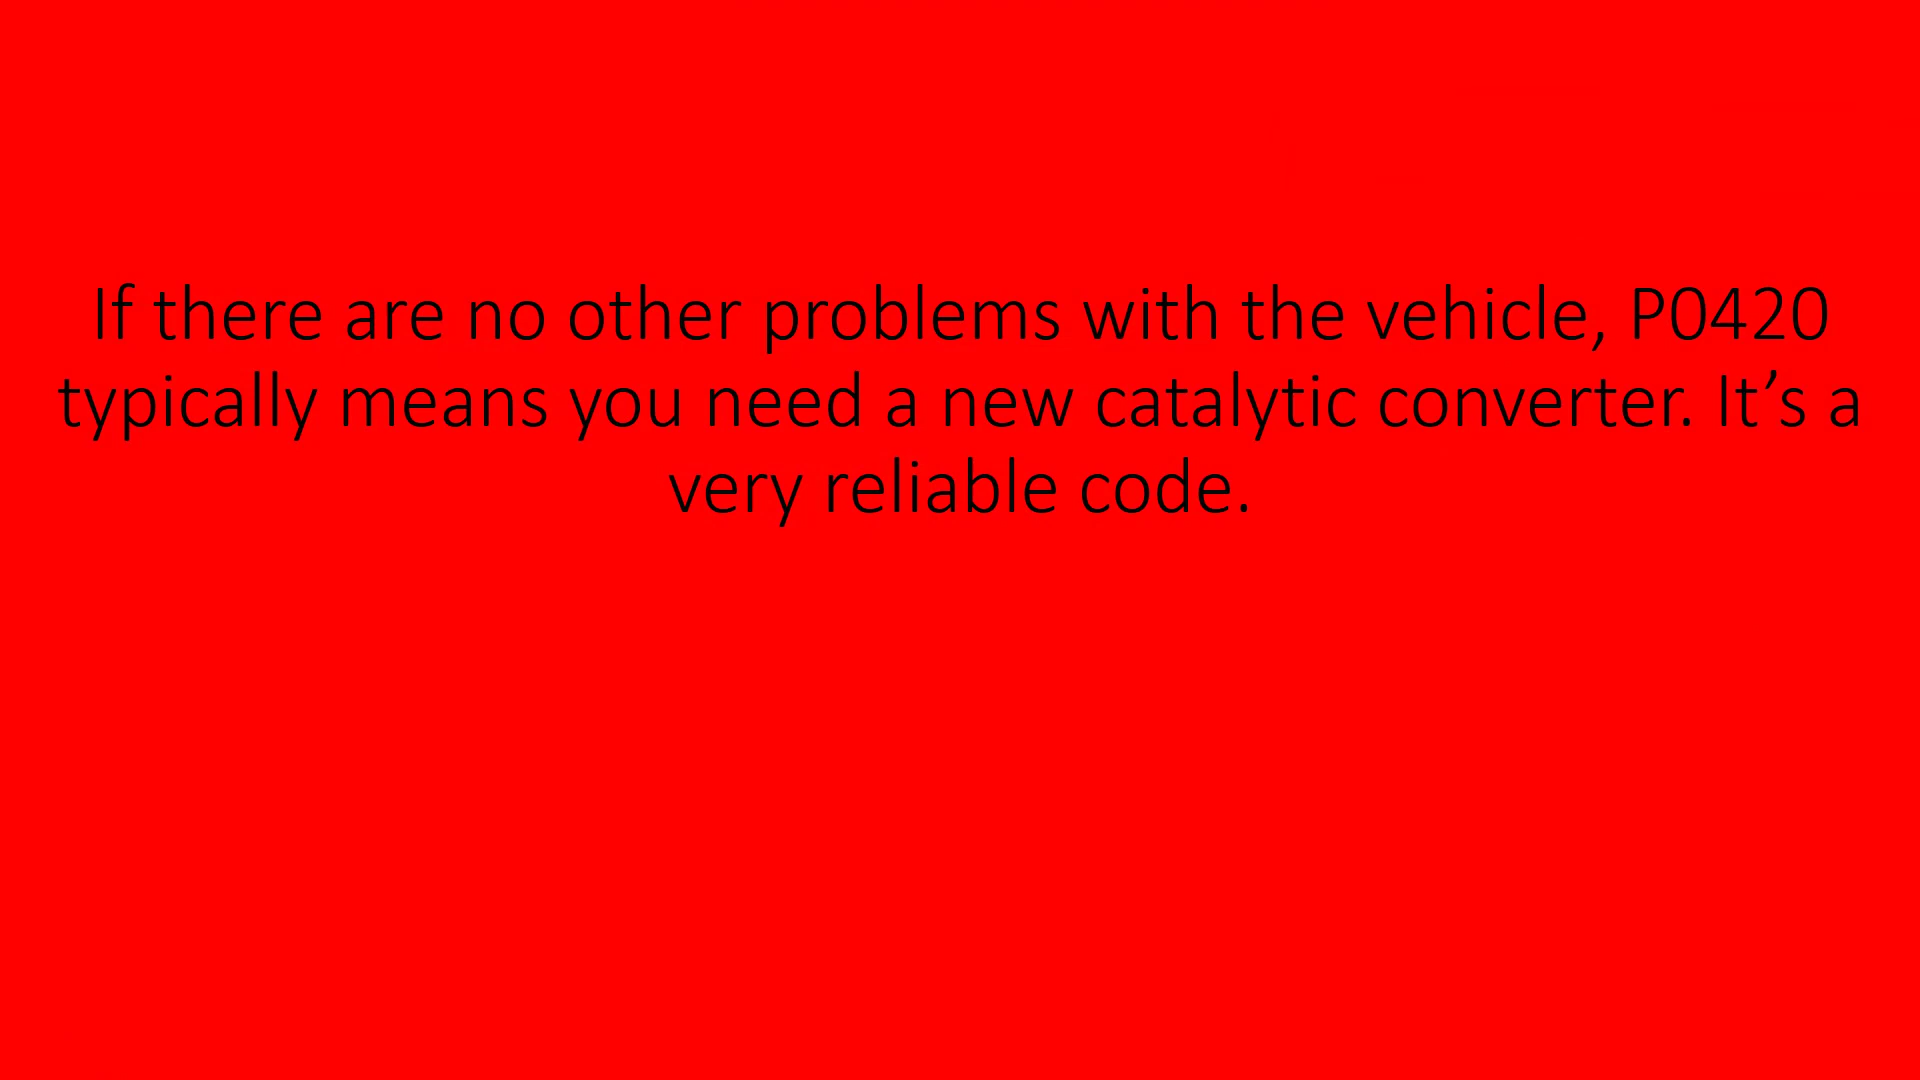 If there are no other problems with the vehicle, P0420
typically means you need a new catalytic converter. It’s a
very reliable code.